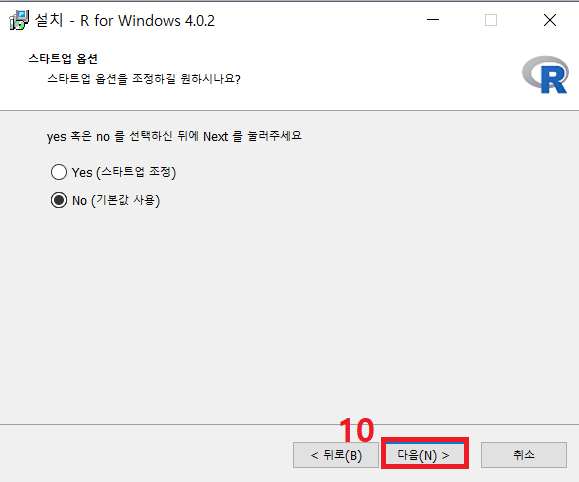 설치 - R for Windows 4.0.2
스타트업 옵션
스타트업 옵션을 조정하길 원하시나요?
R
yes 혹은 no 를 선택하신 뒤에 Next 를 눌러주세요
Yes (스타트업 조정)
No (기본값 사용)
10
< 뒤로(B) 다음(N) > 취소